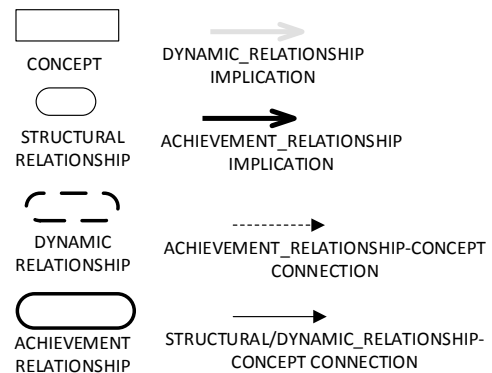 CONCEPT
DYNAMIC_RELATIONSHIP
IMPLICATION
STRUCTURAL
RELATIONSHIP
ACHIEVEMENT_RELATIONSHIP
IMPLICATION
DYNAMIC
RELATIONSHIP
ACHIEVEMENT_RELATIONSHIP-CONCEPT
CONNECTION
ACHIEVEMENT
RELATIONSHIP
STRUCTURAL/DYNAMIC_RELATIONSHIP-
CONCEPT CONNECTION